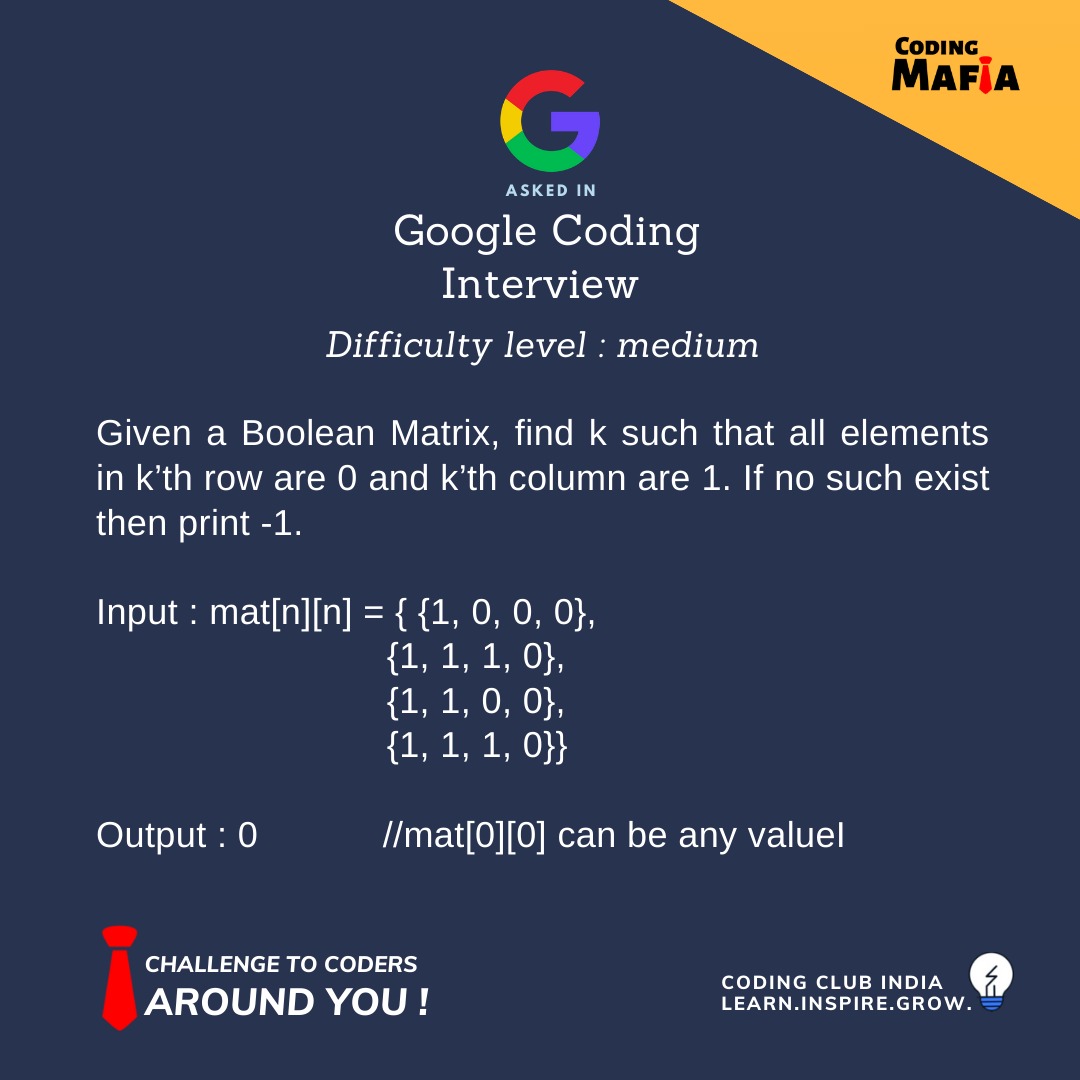 CODING
MAFIA
ASKED IN
Google Coding
Interview
Difficulty level : medium
Given a Boolean Matrix, find k such that all elements
in k’th row are 0 and k’th column are 1. If no such exist
then print -1.
Input : mat[n][n] = { {1, 0, 0, 0},
{1, 1, 1, 0},
{1, 1, 0, 0},
{1, 1, 1, 0}}
Output : 0 //mat[0][0] can be any valueI
CHALLENGE TO CODERS
AROUND YOU !
CODING CLUB INDIA
LEARN.INSPIRE.GROW.